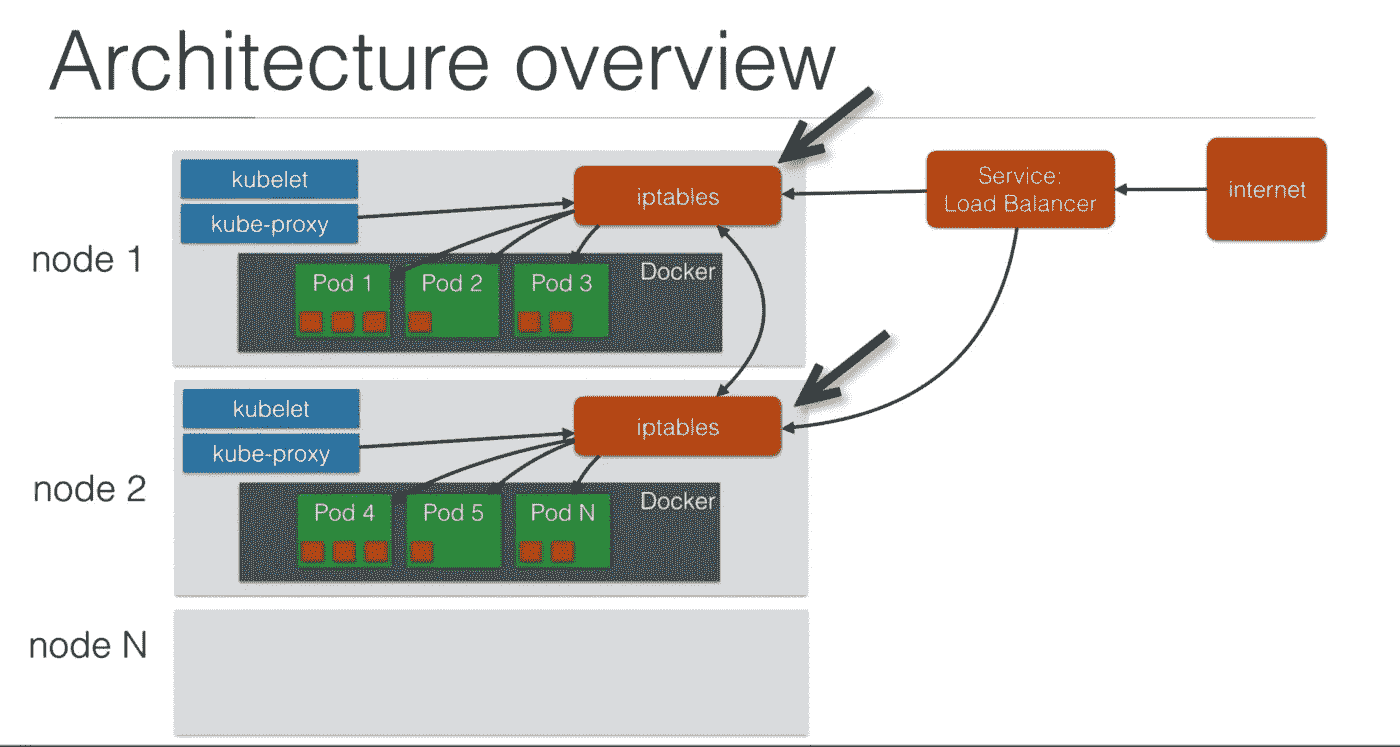 Architecture overview
kubelet
kube-proxy
iptables
Service:
Load Balancer
internet
node 1
Docker
Pod 1
Pod 2
Pod 3
kubelet
kube-proxy
iptables
node 2
Docker
Pod 4
Pod 5
Pod N
node N